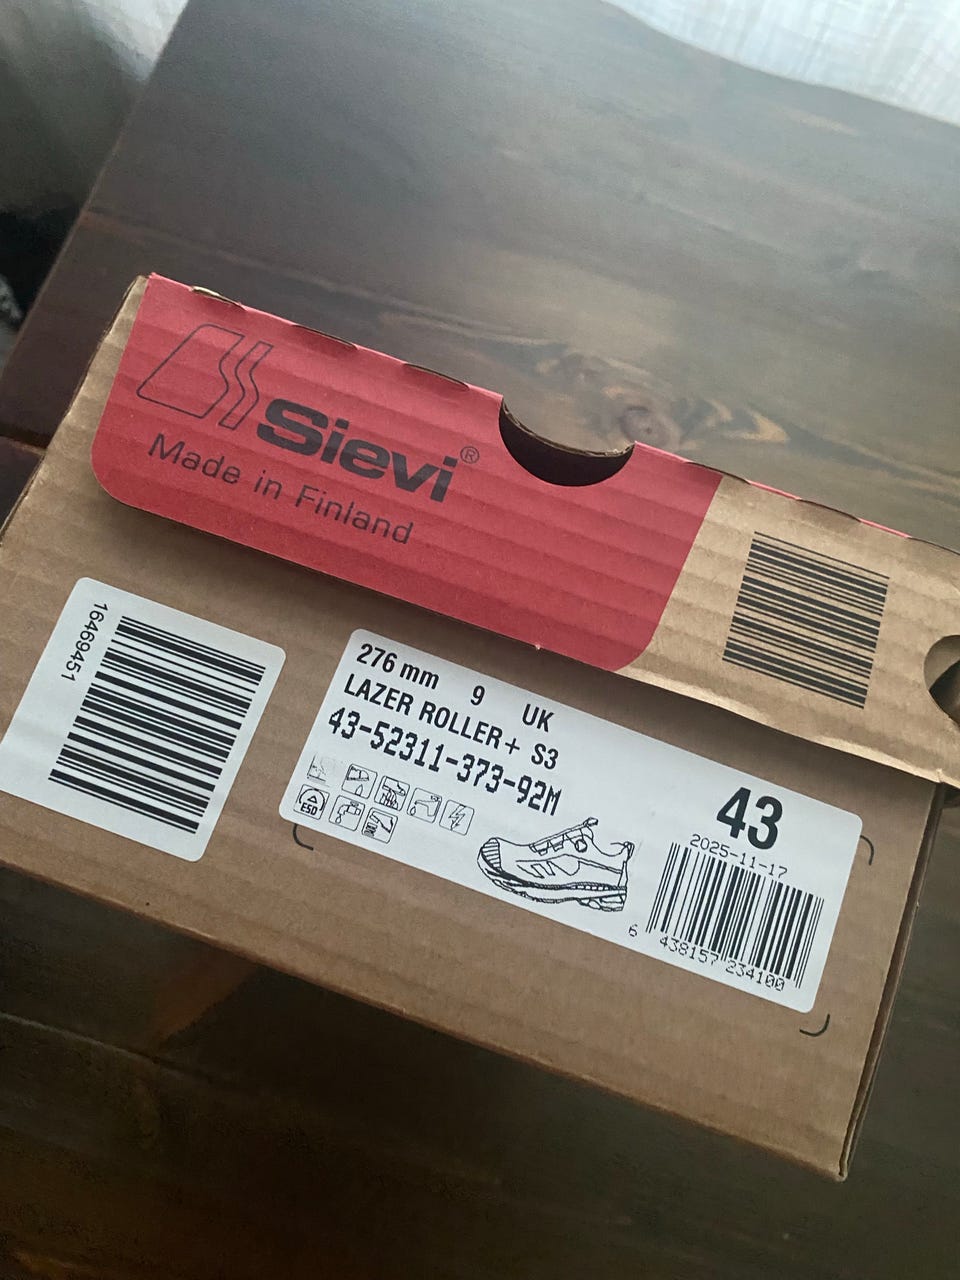 Sievi®
Made in Finland
16469451
276 mm 9 UK
LAZER ROLLER+ S3
43-52311-373-92M
ESD
43
2025-11-17
6 438157 234100